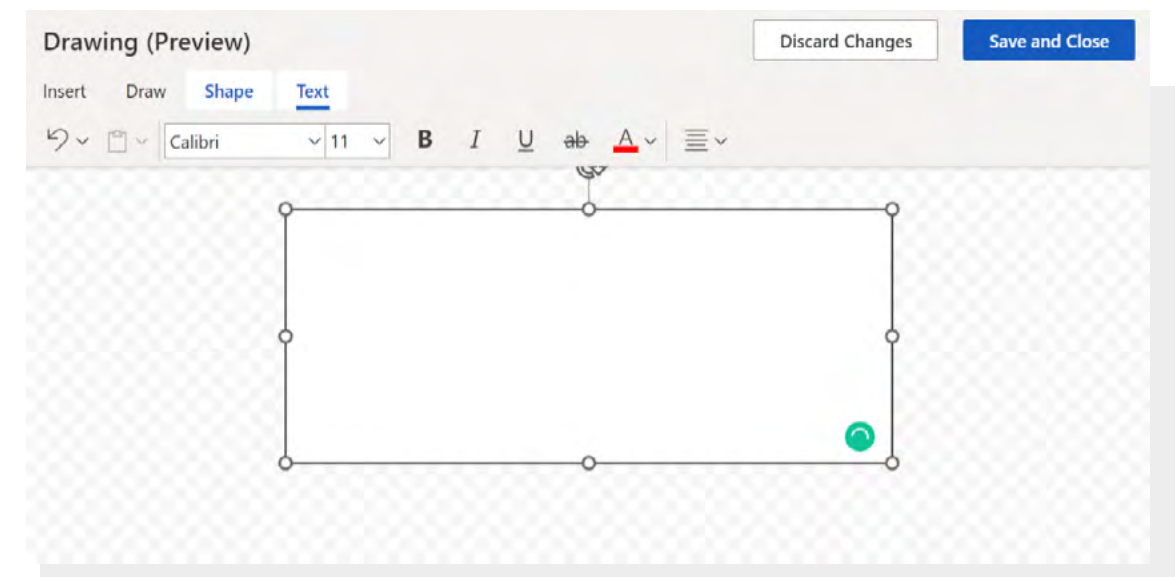 Drawing (Preview)
Discard Changes
Save and Close
Insert Draw Shape Text
Calibri 11 B I U ab A